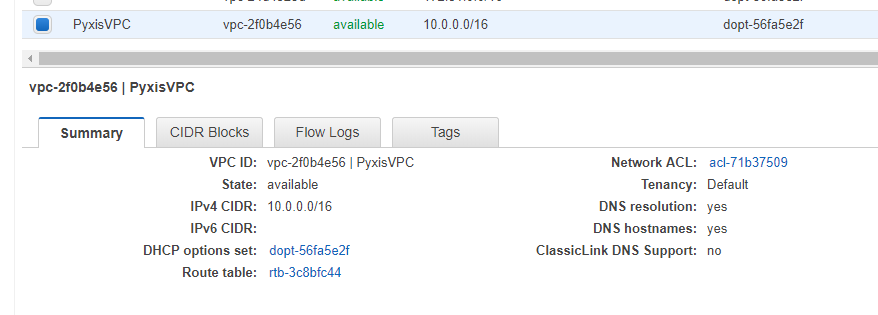 available
PyxisVPC vpc-2f0b4e56 available 10.0.0.0/16 dopt-56fa5e2f
vpc-2f0b4e56 | PyxisVPC
Summary CIDR Blocks Flow Logs Tags
VPC ID: vpc-2f0b4e56 | PyxisVPC Network ACL: acl-71b37509
State: available Tenancy: Default
IPv4 CIDR: 10.0.0.0/16 DNS resolution: yes
IPv6 CIDR: DNS hostnames: yes
DHCP options set: dopt-56fa5e2f ClassicLink DNS Support: no
Route table: rtb-3c8bfc44